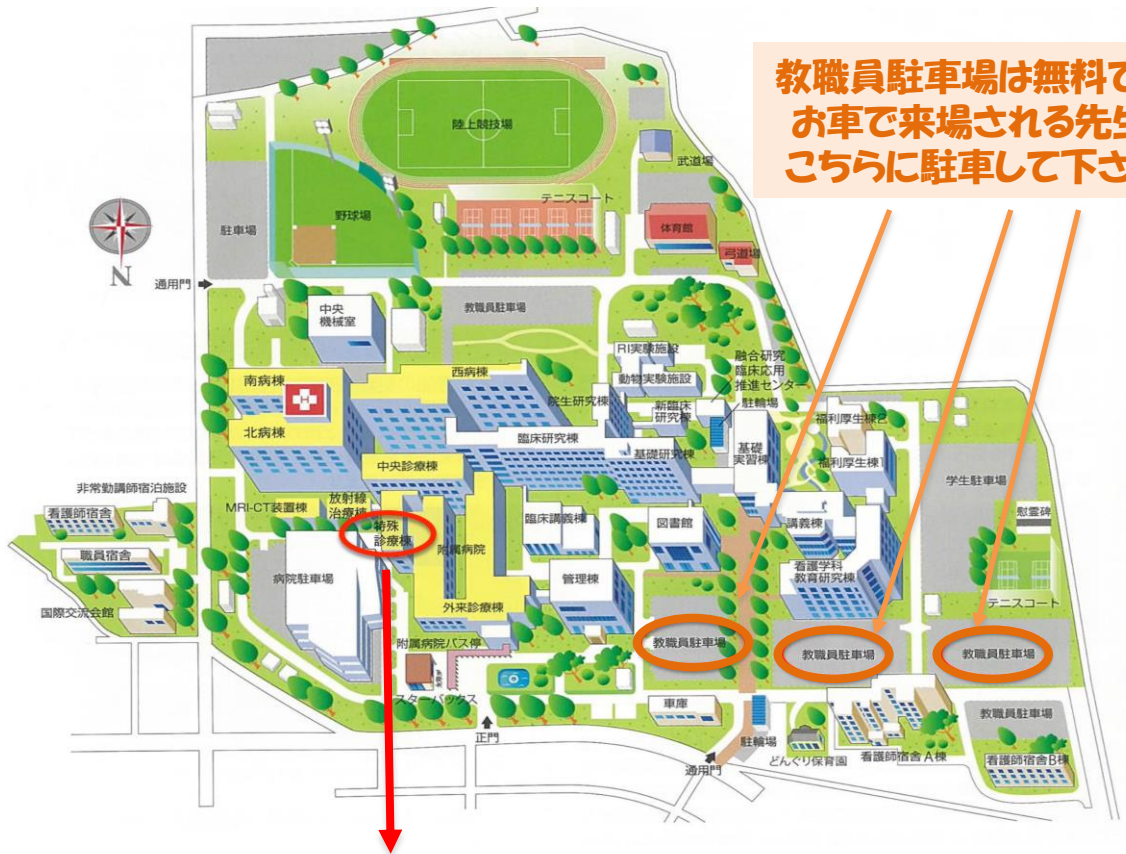 教職員駐車場は無料で
お車で来場される先生
こちらに駐車して下さ
陸上競技場
武道場
テニスコート
野球場
駐車場
体育館
弓道場
N
通用門
教職員駐車場
中央
機械室
RI実験施設
融合研究
臨床応用
推進センター
動物実験施設
西病棟
南病棟
H
院生研究棟
新臨床
研究棟
駐輪場
福利厚生棟2
北病棟
臨床研究棟
基礎研究棟
基礎
実習棟
福利厚生棟1
中央診療棟
学生駐車場
非常勤講師宿泊施設
MRI-CT装置棟
放射線
治療棟
看護師宿舎
特殊
診療棟
臨床講義棟
図書館
講義棟
慰霊碑
職員宿舎
附属病院
病院駐車場
管理棟
看護学科
教育研究棟
国際交流会館
外来診療棟
テニスコート
附属病院バス停
教職員駐車場
教職員駐車場
教職員駐車場
スターバックス
車庫
教職員駐車場
正門
駐輪場
通用門
どんぐり保育園
看護師宿舎A棟
看護師宿舎B棟